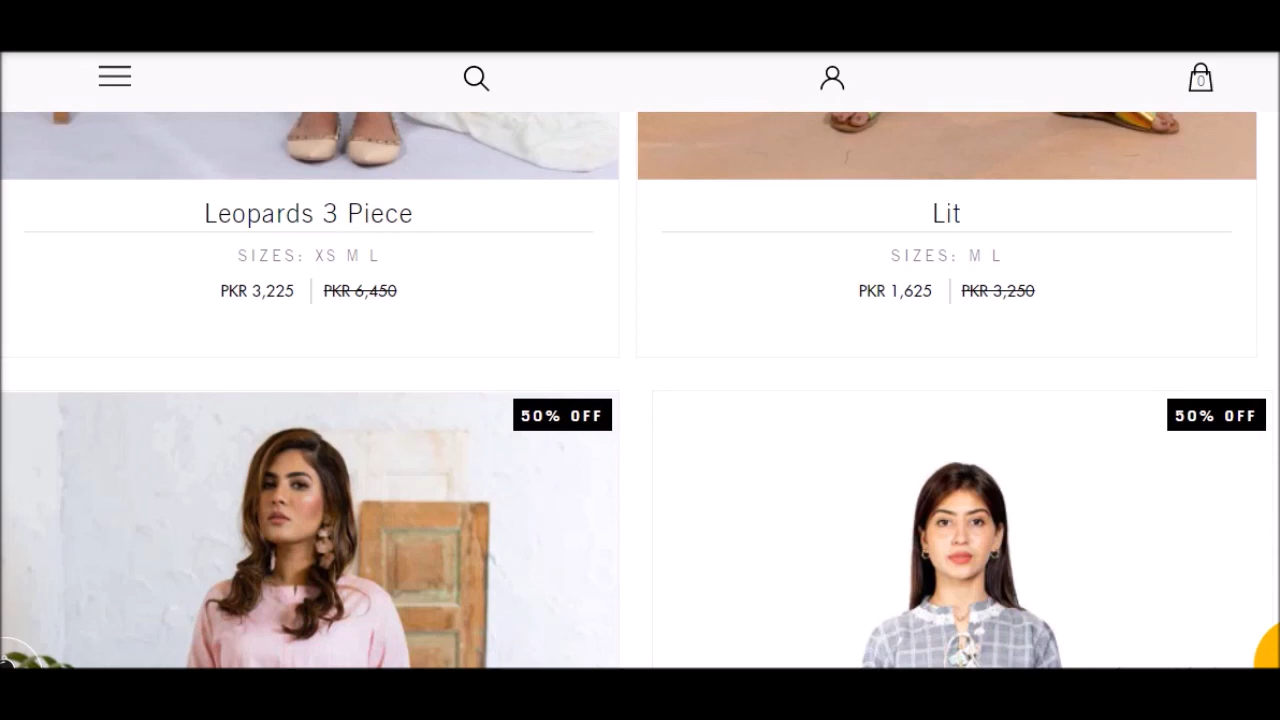 0
Leopards 3 Piece
SIZES: XS M L
PKR 3,225 PKR 6,450
Lit
SIZES: M L
PKR 1,625 PKR 3,250
50% OFF
50% OFF